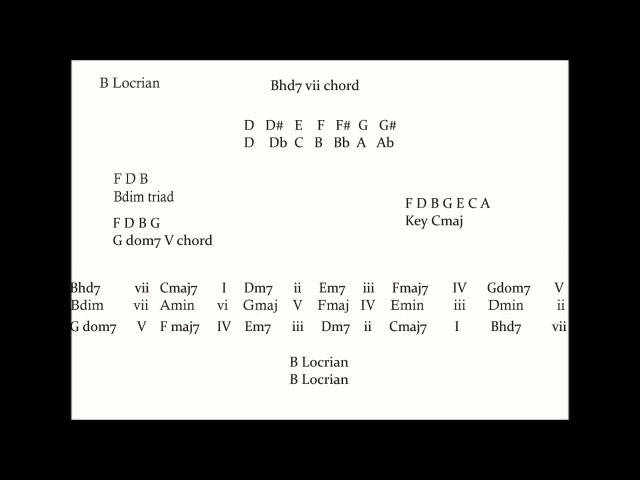 B Locrian
Bhd7 vii chord
D D# E F F# G G#
D Db C B Bb A Ab
F D B
Bdim triad
F D B G
G dom7 V chord
F D B G E C A
Key Cmaj
Bhd7 vii Cmaj7 I Dm7 ii Em7 iii Fmaj7 IV Gdom7 V
Bdim vii Amin vi Gmaj V Fmaj IV Emin iii Dmin ii
G dom7 V F maj7 IV Em7 iii Dm7 ii Cmaj7 I Bhd7 vii
B Locrian
B Locrian